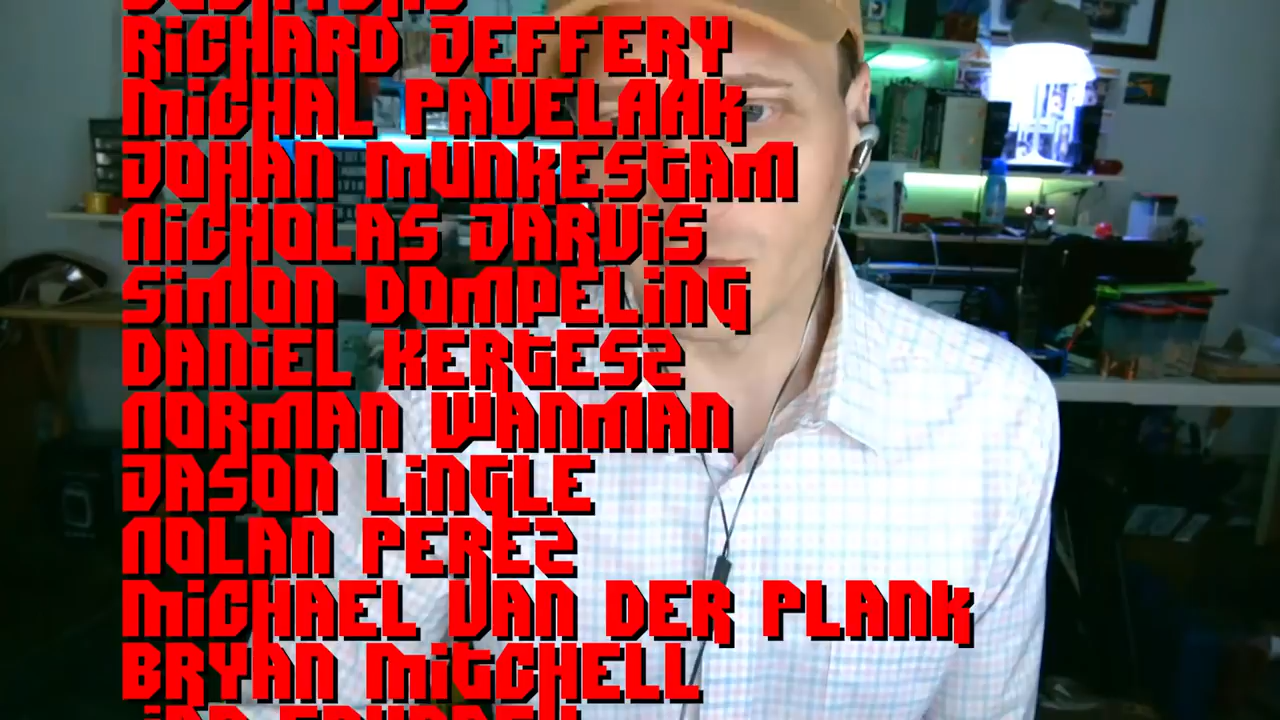 RICHARD JEFFERY
MICHAL PAVELAAK
JOHAN MUNKESTAM
NICHOLAS JARVIS
SIMON DOMPELING
DANIEL KERTESZ
NORMAN WANMAN
JASON LINGLE
NOLAN PEREZ
MICHAEL VAN DER PLANK
BRYAN MITCHELL